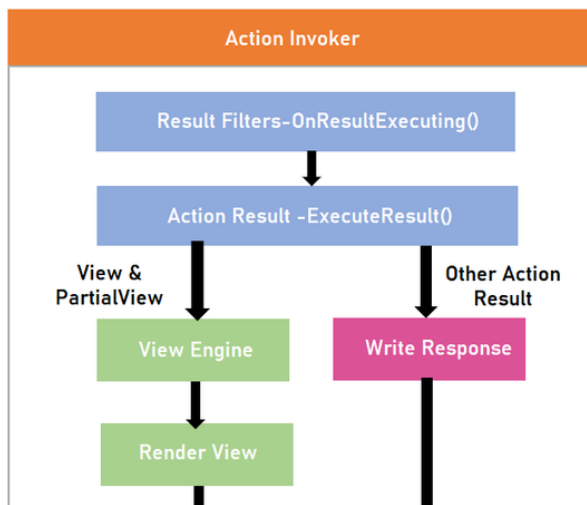 Action Invoker
Result Filters-OnResultExecuting()
Action Result -ExecuteResult()
View &
PartialView
Other Action
Result
View Engine
Write Response
Render View